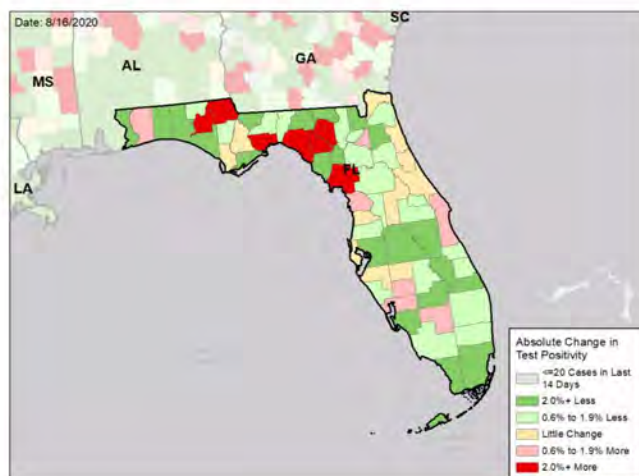 Date: 8/16/2020
SC
MS
AL
GA
LA
FL
Absolute Change in
Test Positivity
<=20 Cases in Last
14 Days
2.0%+ Less
0.6% to 1.9% Less
Little Change
0.6% to 1.9% More
2.0%+ More